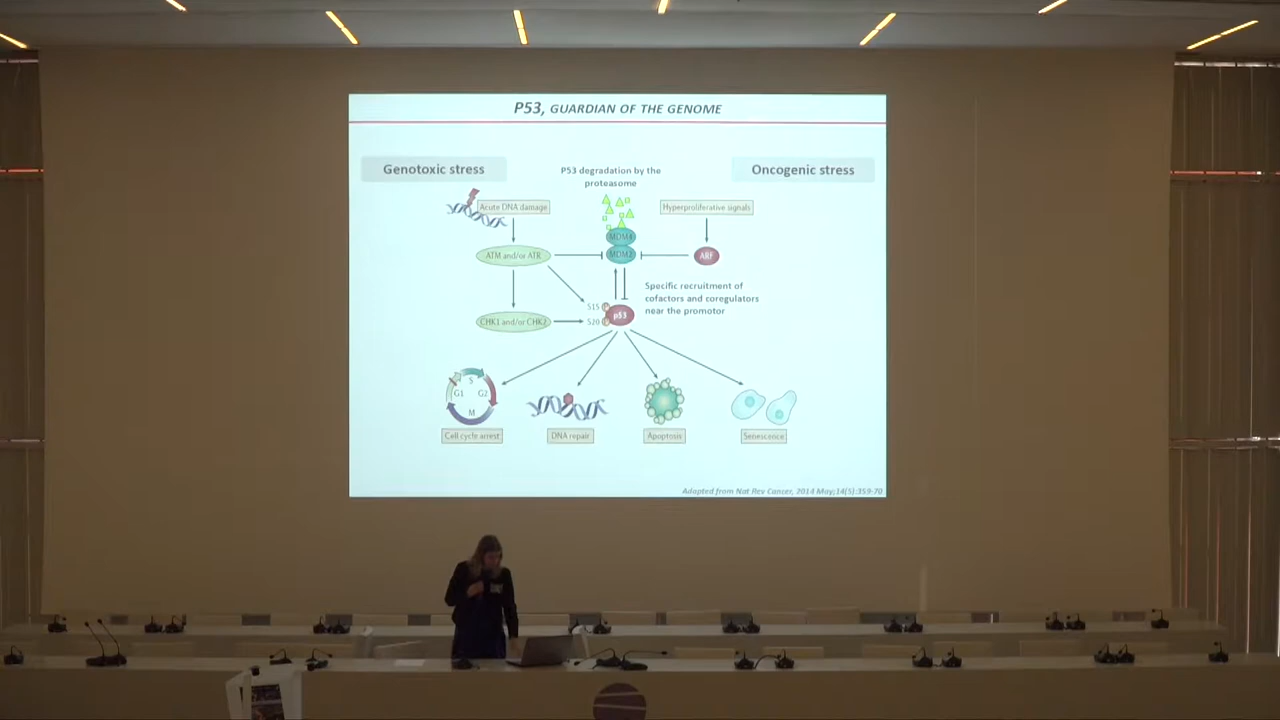 P53, GUARDIAN OF THE GENOME
Genotoxic stress
P53 degradation by the
proteasome
Oncogenic stress
Acute DNA damage
Hyperproliferative signals
MDM4
ATM and/or ATR
MDM2
ARF
Specific recruitment of
cofactors and coregulators
near the promotor
S15 P
p53
CHK1 and/or CHK2
S20 P
S
G1
G2
M
Cell cycle arrest
DNA repair
Apoptosis
Senescence
Adapted from Nat Rev Cancer, 2014 May;14(5):359-70